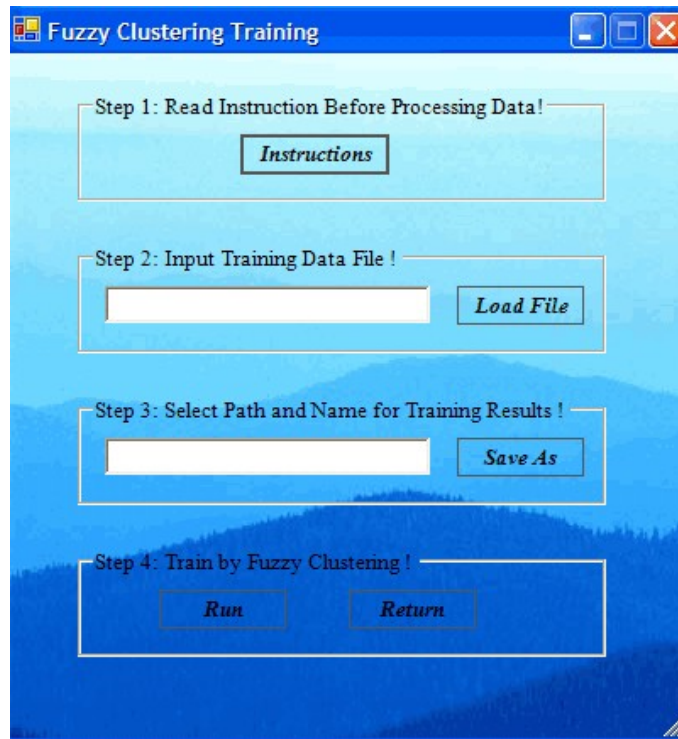 Fuzzy Clustering Training
Step 1: Read Instruction Before Processing Data!
Instructions
Step 2: Input Training Data File !
Load File
Step 3: Select Path and Name for Training Results !
Save As
Step 4: Train by Fuzzy Clustering !
Run Return